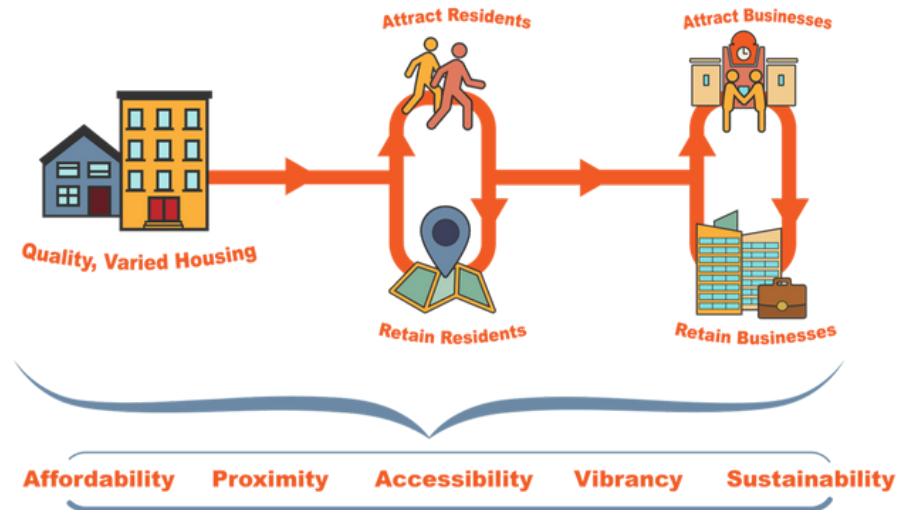 Attract Residents
Attract Businesses
Quality, Varied Housing
Retain Residents
Retain Businesses
Affordability Proximity Accessibility Vibrancy Sustainability